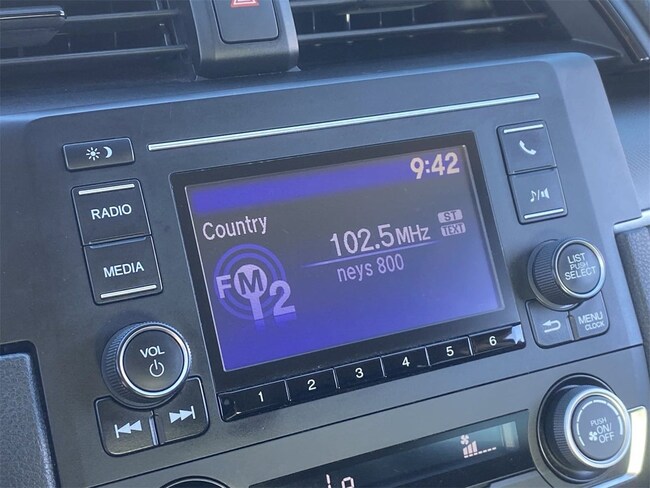 9:42
RADIO
Country
102.5MHz
ST
TEXT
neys 800
FM2
MEDIA
LIST
PUSH
SELECT
MENU
CLOCK
VOL
1 2 3 4 5 6
PUSH
ON/
OFF